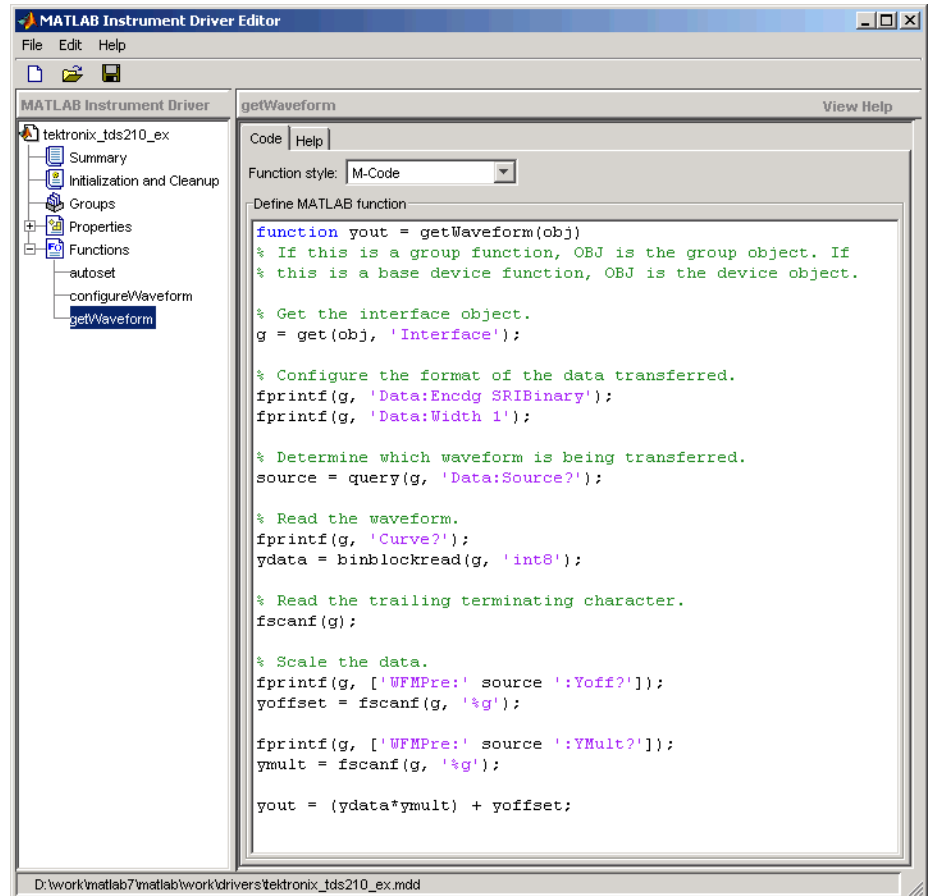 MATLAB Instrument Driver Editor
File Edit Help
MATLAB Instrument Driver
tektronix_tds210_ex
Summary
Initialization and Cleanup
Groups
Properties
Functions
autoset
configureWaveform
getWaveform
getWaveform View Help
Code Help
Function style: M-Code
Define MATLAB function
function yout = getWaveform(obj)
% If this is a group function, OBJ is the group object. If
% this is a base device function, OBJ is the device object.
% Get the interface object.
g = get(obj, 'Interface');
% Configure the format of the data transferred.
fprintf(g, 'Data:Encdg SRIBinary');
fprintf(g, 'Data:Width 1');
% Determine which waveform is being transferred.
source = query(g, 'Data:Source?');
% Read the waveform.
fprintf(g, 'Curve?');
ydata = binblockread(g, 'int8');
% Read the trailing terminating character.
fscanf(g);
% Scale the data.
fprintf(g, ['WFMPre:' source ':Yoff?']);
yoffset = fscanf(g, '%g');
fprintf(g, ['WFMPre:' source ':YMult?']);
ymult = fscanf(g, '%g');
yout = (ydata*ymult) + yoffset;
D:\work\matlab7\matlab\work\drivers\tektronix_tds210_ex.mdd